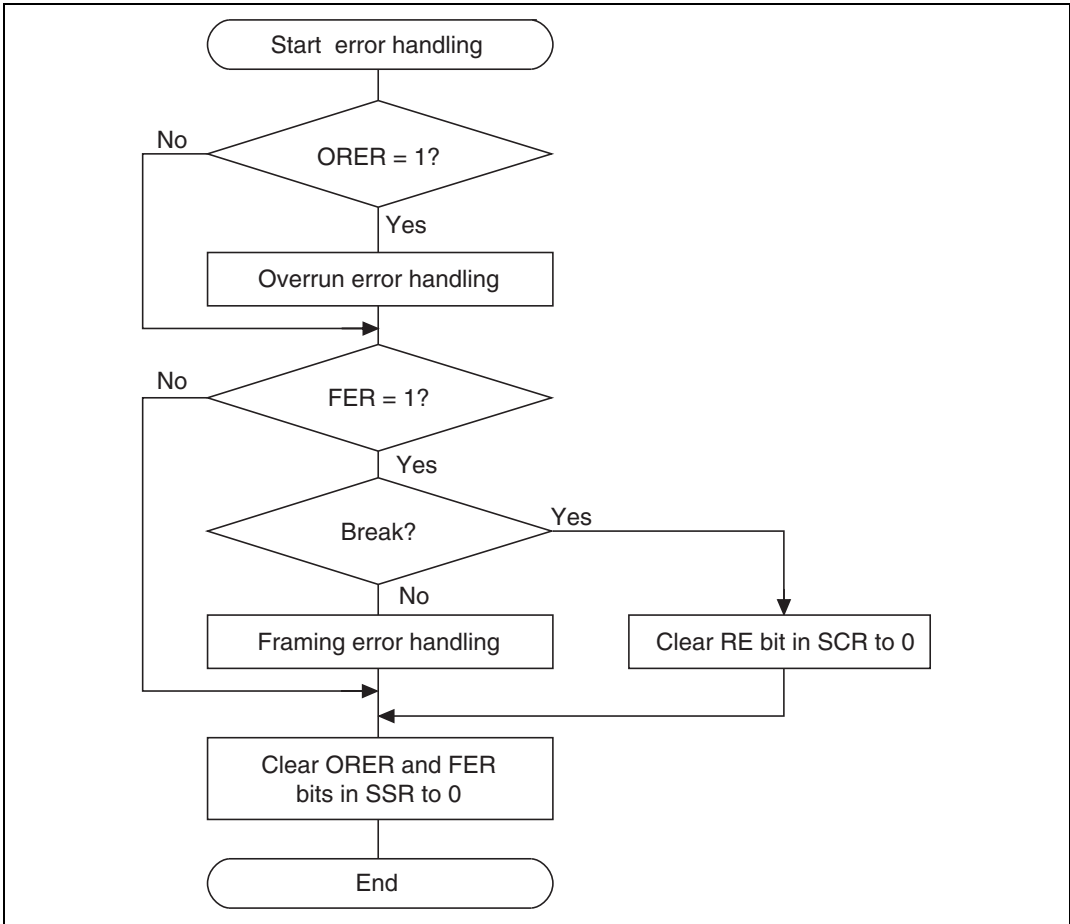 Start error handling
No
ORER = 1?
Yes
Overrun error handling
No
FER = 1?
Yes
Break?
Yes
No
Framing error handling
Clear RE bit in SCR to 0
Clear ORER and FER
bits in SSR to 0
End